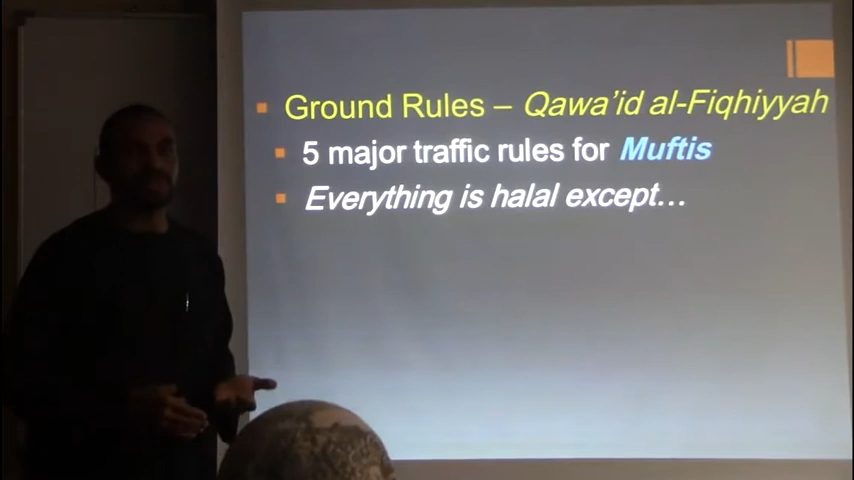 Ground Rules – Qawa'id al-Fiqhiyyah
5 major traffic rules for Muftis
Everything is halal except...